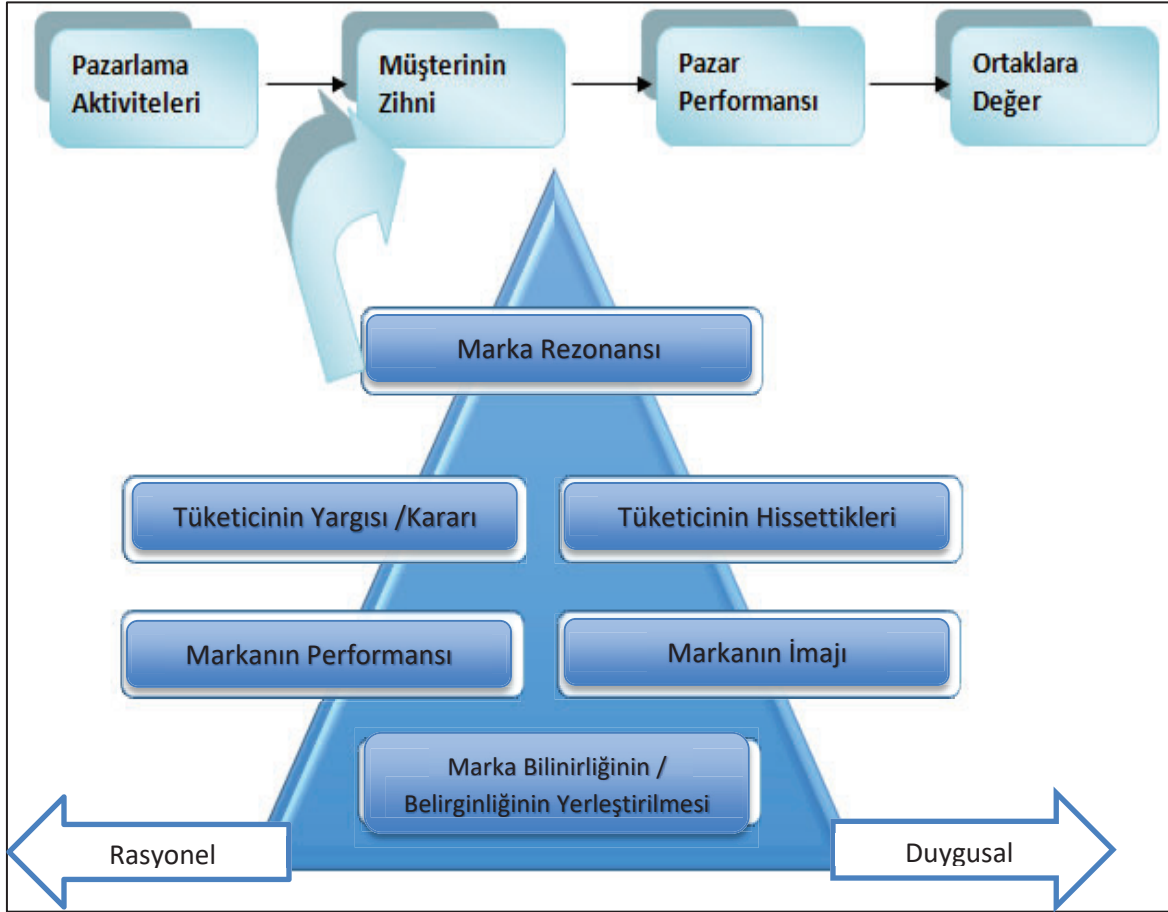 Pazarlama
Aktiviteleri
Müşterinin
Zihni
Pazar
Performansı
Ortaklara
Değer
Marka Rezonansı
Tüketicinin Yargısı /Kararı
Tüketicinin Hissettikleri
Markanın Performansı
Markanın İmajı
Marka Bilinirliğinin /
Belirginliğinin Yerleştirilmesi
Rasyonel
Duygusal